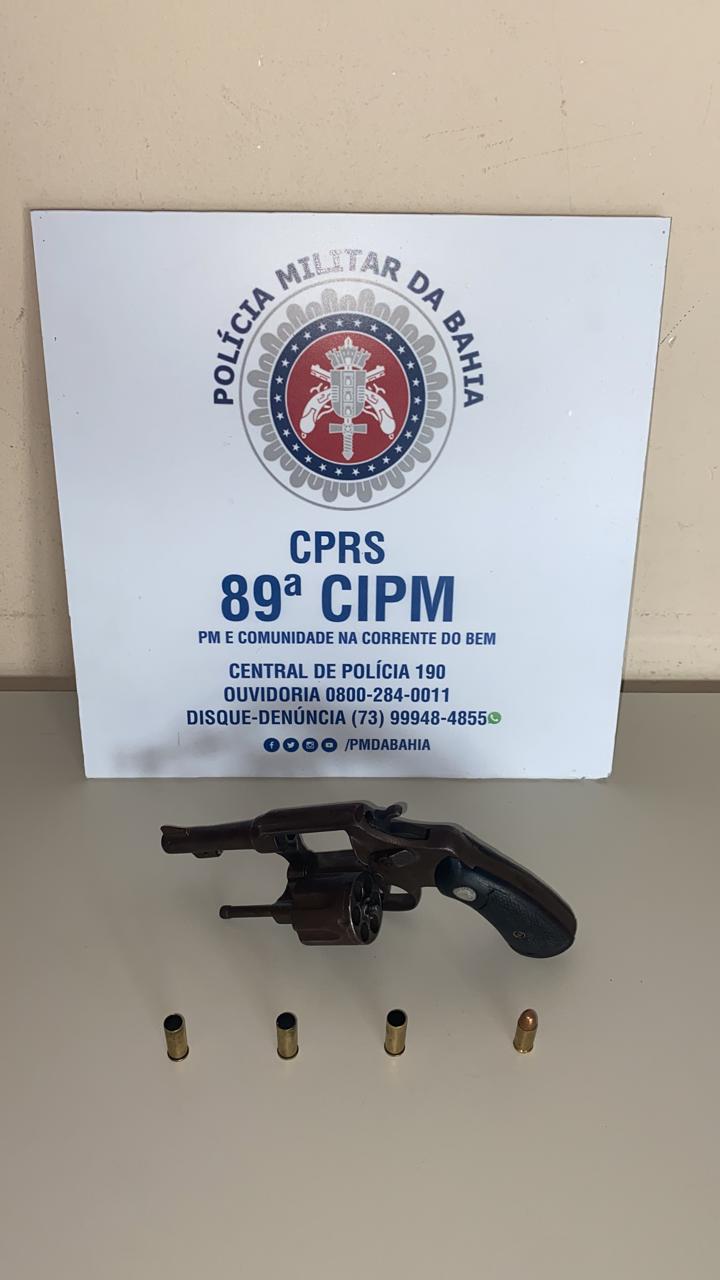 POLÍCIA MILITAR DA BAHIA
CPRS
89ª CIPM
PM E COMUNIDADE NA CORRENTE DO BEM
CENTRAL DE POLÍCIA 190
OUVIDORIA 0800-284-0011
DISQUE-DENÚNCIA (73) 99948-4855
/PMDABAHIA